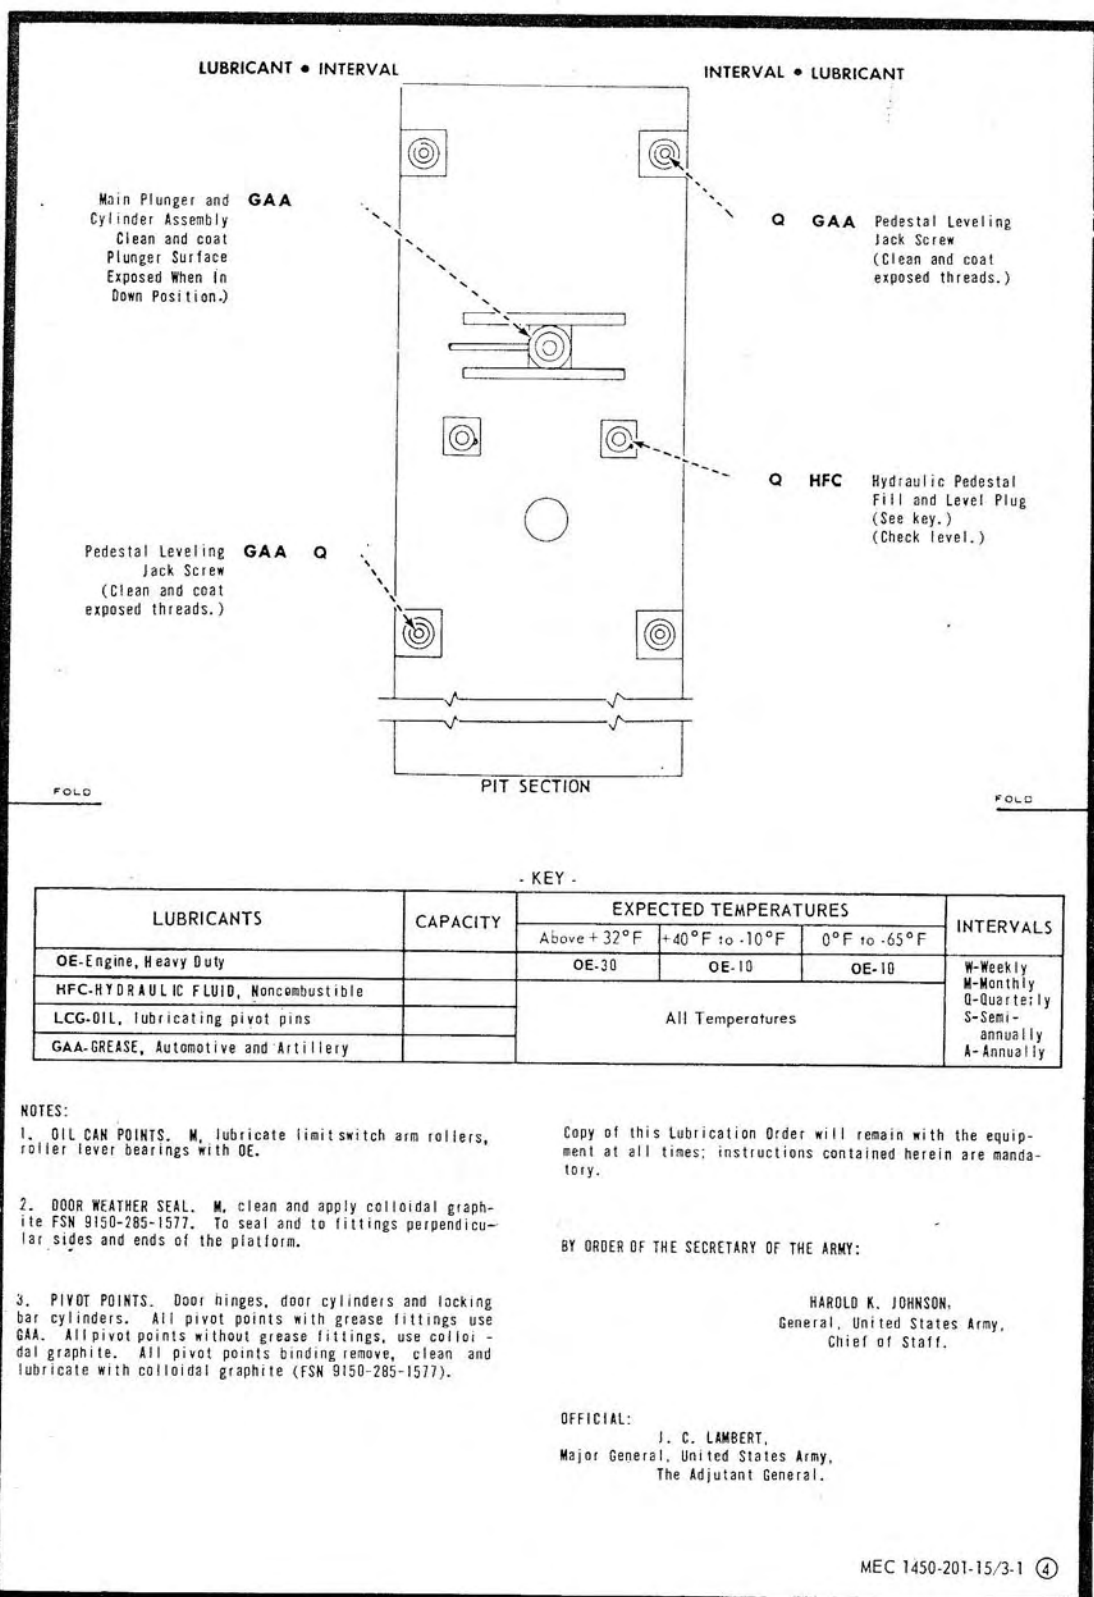 LUBRICANT • INTERVAL
INTERVAL • LUBRICANT
Main Plunger and GAA
Cylinder Assembly
Clean and coat
Plunger Surface
Exposed When in
Down Position.)
Q GAA Pedestal Leveling
Jack Screw
(Clean and coat
exposed threads.)
Q HFC Hydraulic Pedestal
Fill and Level Plug
(See key.)
(Check level.)
Pedestal Leveling GAA Q
Jack Screw
(Clean and coat
exposed threads.)
PIT SECTION
FOLD
FOLD
- KEY -
LUBRICANTS
CAPACITY
EXPECTED TEMPERATURES
INTERVALS
Above + 32°F
+40°F to -10°F
0°F to -65°F
OE-Engine, Heavy Duty
OE-30
OE-10
OE-10
HFC-HYDRAULIC FLUID, Noncombustible
LCG-OIL, lubricating pivot pins
GAA-GREASE, Automotive and Artillery
All Temperatures
W-Weekly
M-Monthly
Q-Quarterly
S-Semi-
annually
A-Annually
NOTES:
1. OIL CAN POINTS. M, lubricate limit switch arm rollers,
roller lever bearings with OE.
2. DOOR WEATHER SEAL. M, clean and apply colloidal graph-
ite FSN 9150-285-1577. To seal and to fittings perpendicu-
lar sides and ends of the platform.
3. PIVOT POINTS. Door hinges, door cylinders and locking
bar cylinders. All pivot points with grease fittings use
GAA. All pivot points without grease fittings, use colloi -
dal graphite. All pivot points binding remove, clean and
lubricate with colloidal graphite (FSN 9150-285-1577).
Copy of this Lubrication Order will remain with the equip-
ment at all times; instructions contained herein are manda-
tory.
BY ORDER OF THE SECRETARY OF THE ARMY:
HAROLD K. JOHNSON,
General, United States Army,
Chief of Staff.
OFFICIAL:
J. C. LAMBERT,
Major General, United States Army,
The Adjutant General.
MEC 1450-201-15/3-1 4